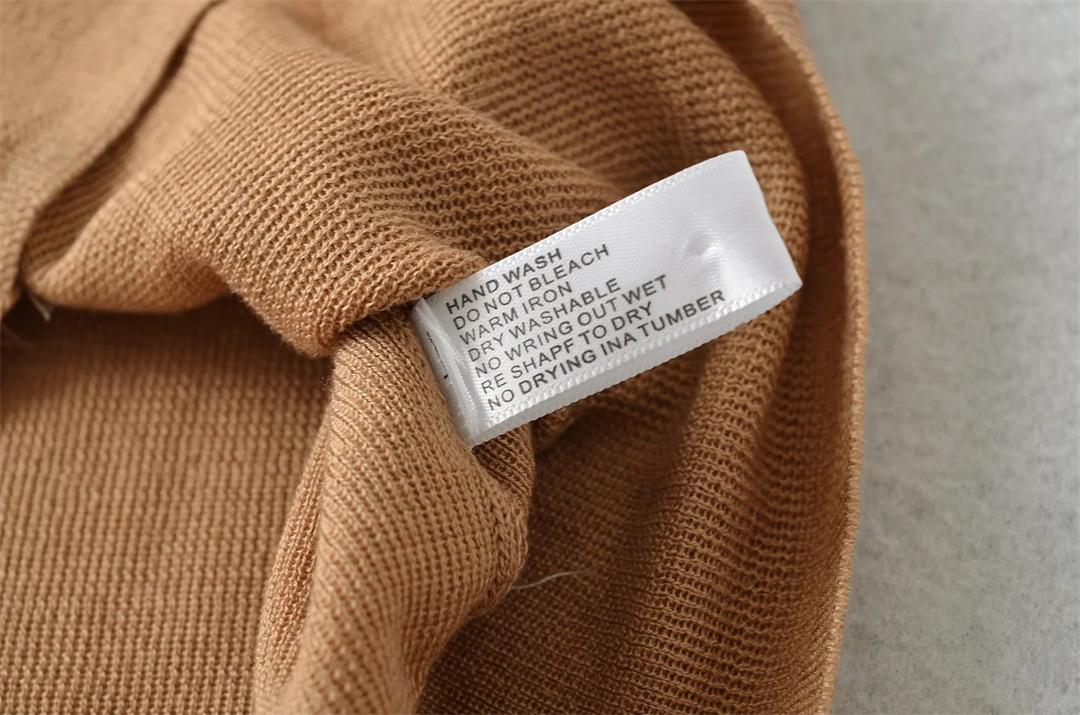 HAND WASH
DO NOT BLEACH
WARM IRON
DRY WASHABLE
NO WRING OUT WET
RE SHAPF TO DRY
NO DRYING INA TUMBER